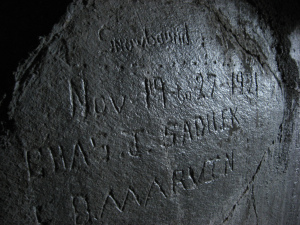 Snowbound
Nov 19 to 27 1921
CHAS J. SADLER
B MARVIN